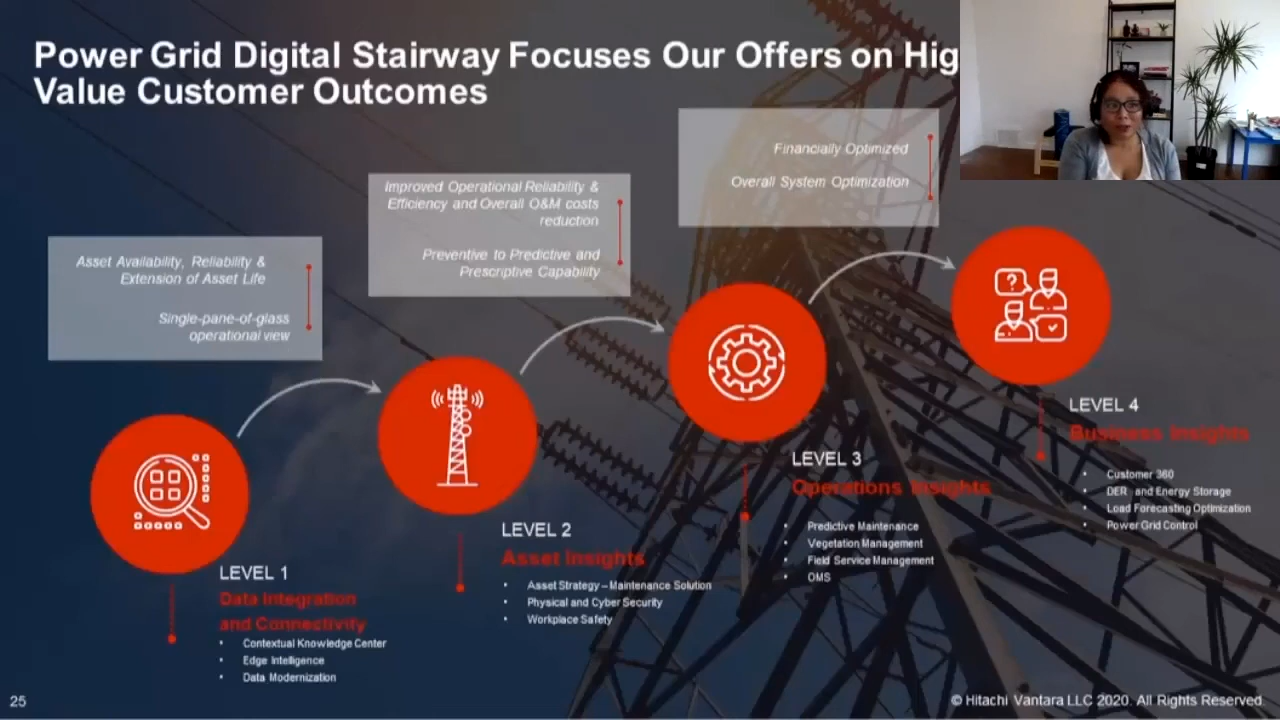 Power Grid Digital Stairway Focuses Our Offers on Hig
Value Customer Outcomes
Financially Optimized
Overall System Optimization
Improved Operational Reliability &
Efficiency and Overall O&M costs
reduction
Preventive to Predictive and
Prescriptive Capability
Asset Availability, Reliability &
Extension of Asset Life
Single-pane-of-glass
operational view
LEVEL 1
Data Integration
and Connectivity
• Contextual Knowledge Center
• Edge Intelligence
• Data Modernization
LEVEL 2
Asset Insights
• Asset Strategy – Maintenance Solution
• Physical and Cyber Security
• Workplace Safety
LEVEL 3
Operations Insights
• Predictive Maintenance
• Vegetation Management
• Field Service Management
• OMS
LEVEL 4
Business Insights
• Customer 360
• DER and Energy Storage
• Load Forecasting Optimization
• Power Grid Control
25
© Hitachi Vantara LLC 2020. All Rights Reserved.